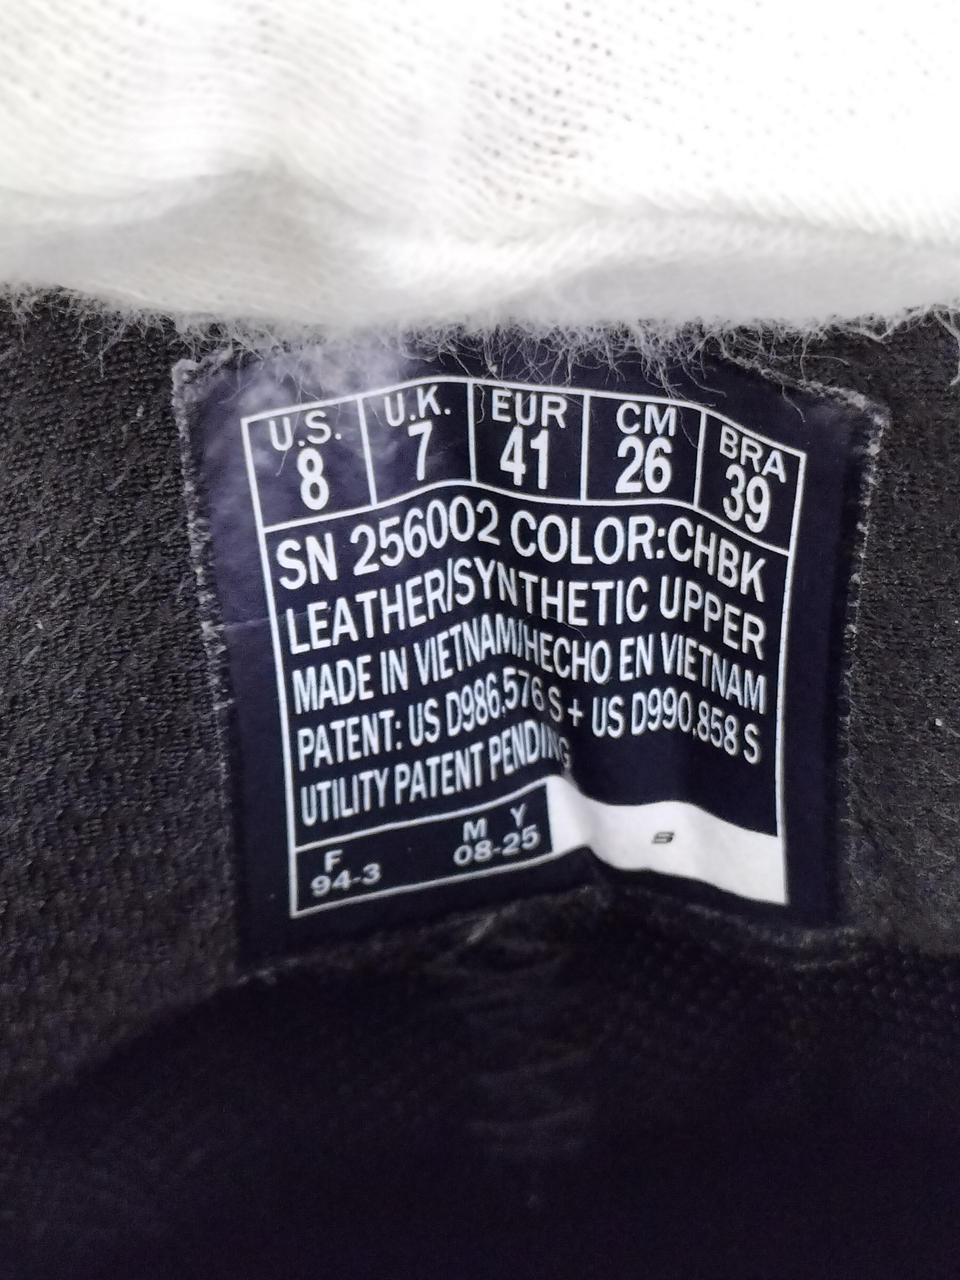 U.S. U.K. EUR CM BRA
8 7 41 26 39
SN 256002 COLOR:CHBK
LEATHER/SYNTHETIC UPPER
MADE IN VIETNAM/HECHO EN VIETNAM
PATENT: US D986,576 S + US D990,858 S
UTILITY PATENT PENDING
F M Y
94-3 08-25
S